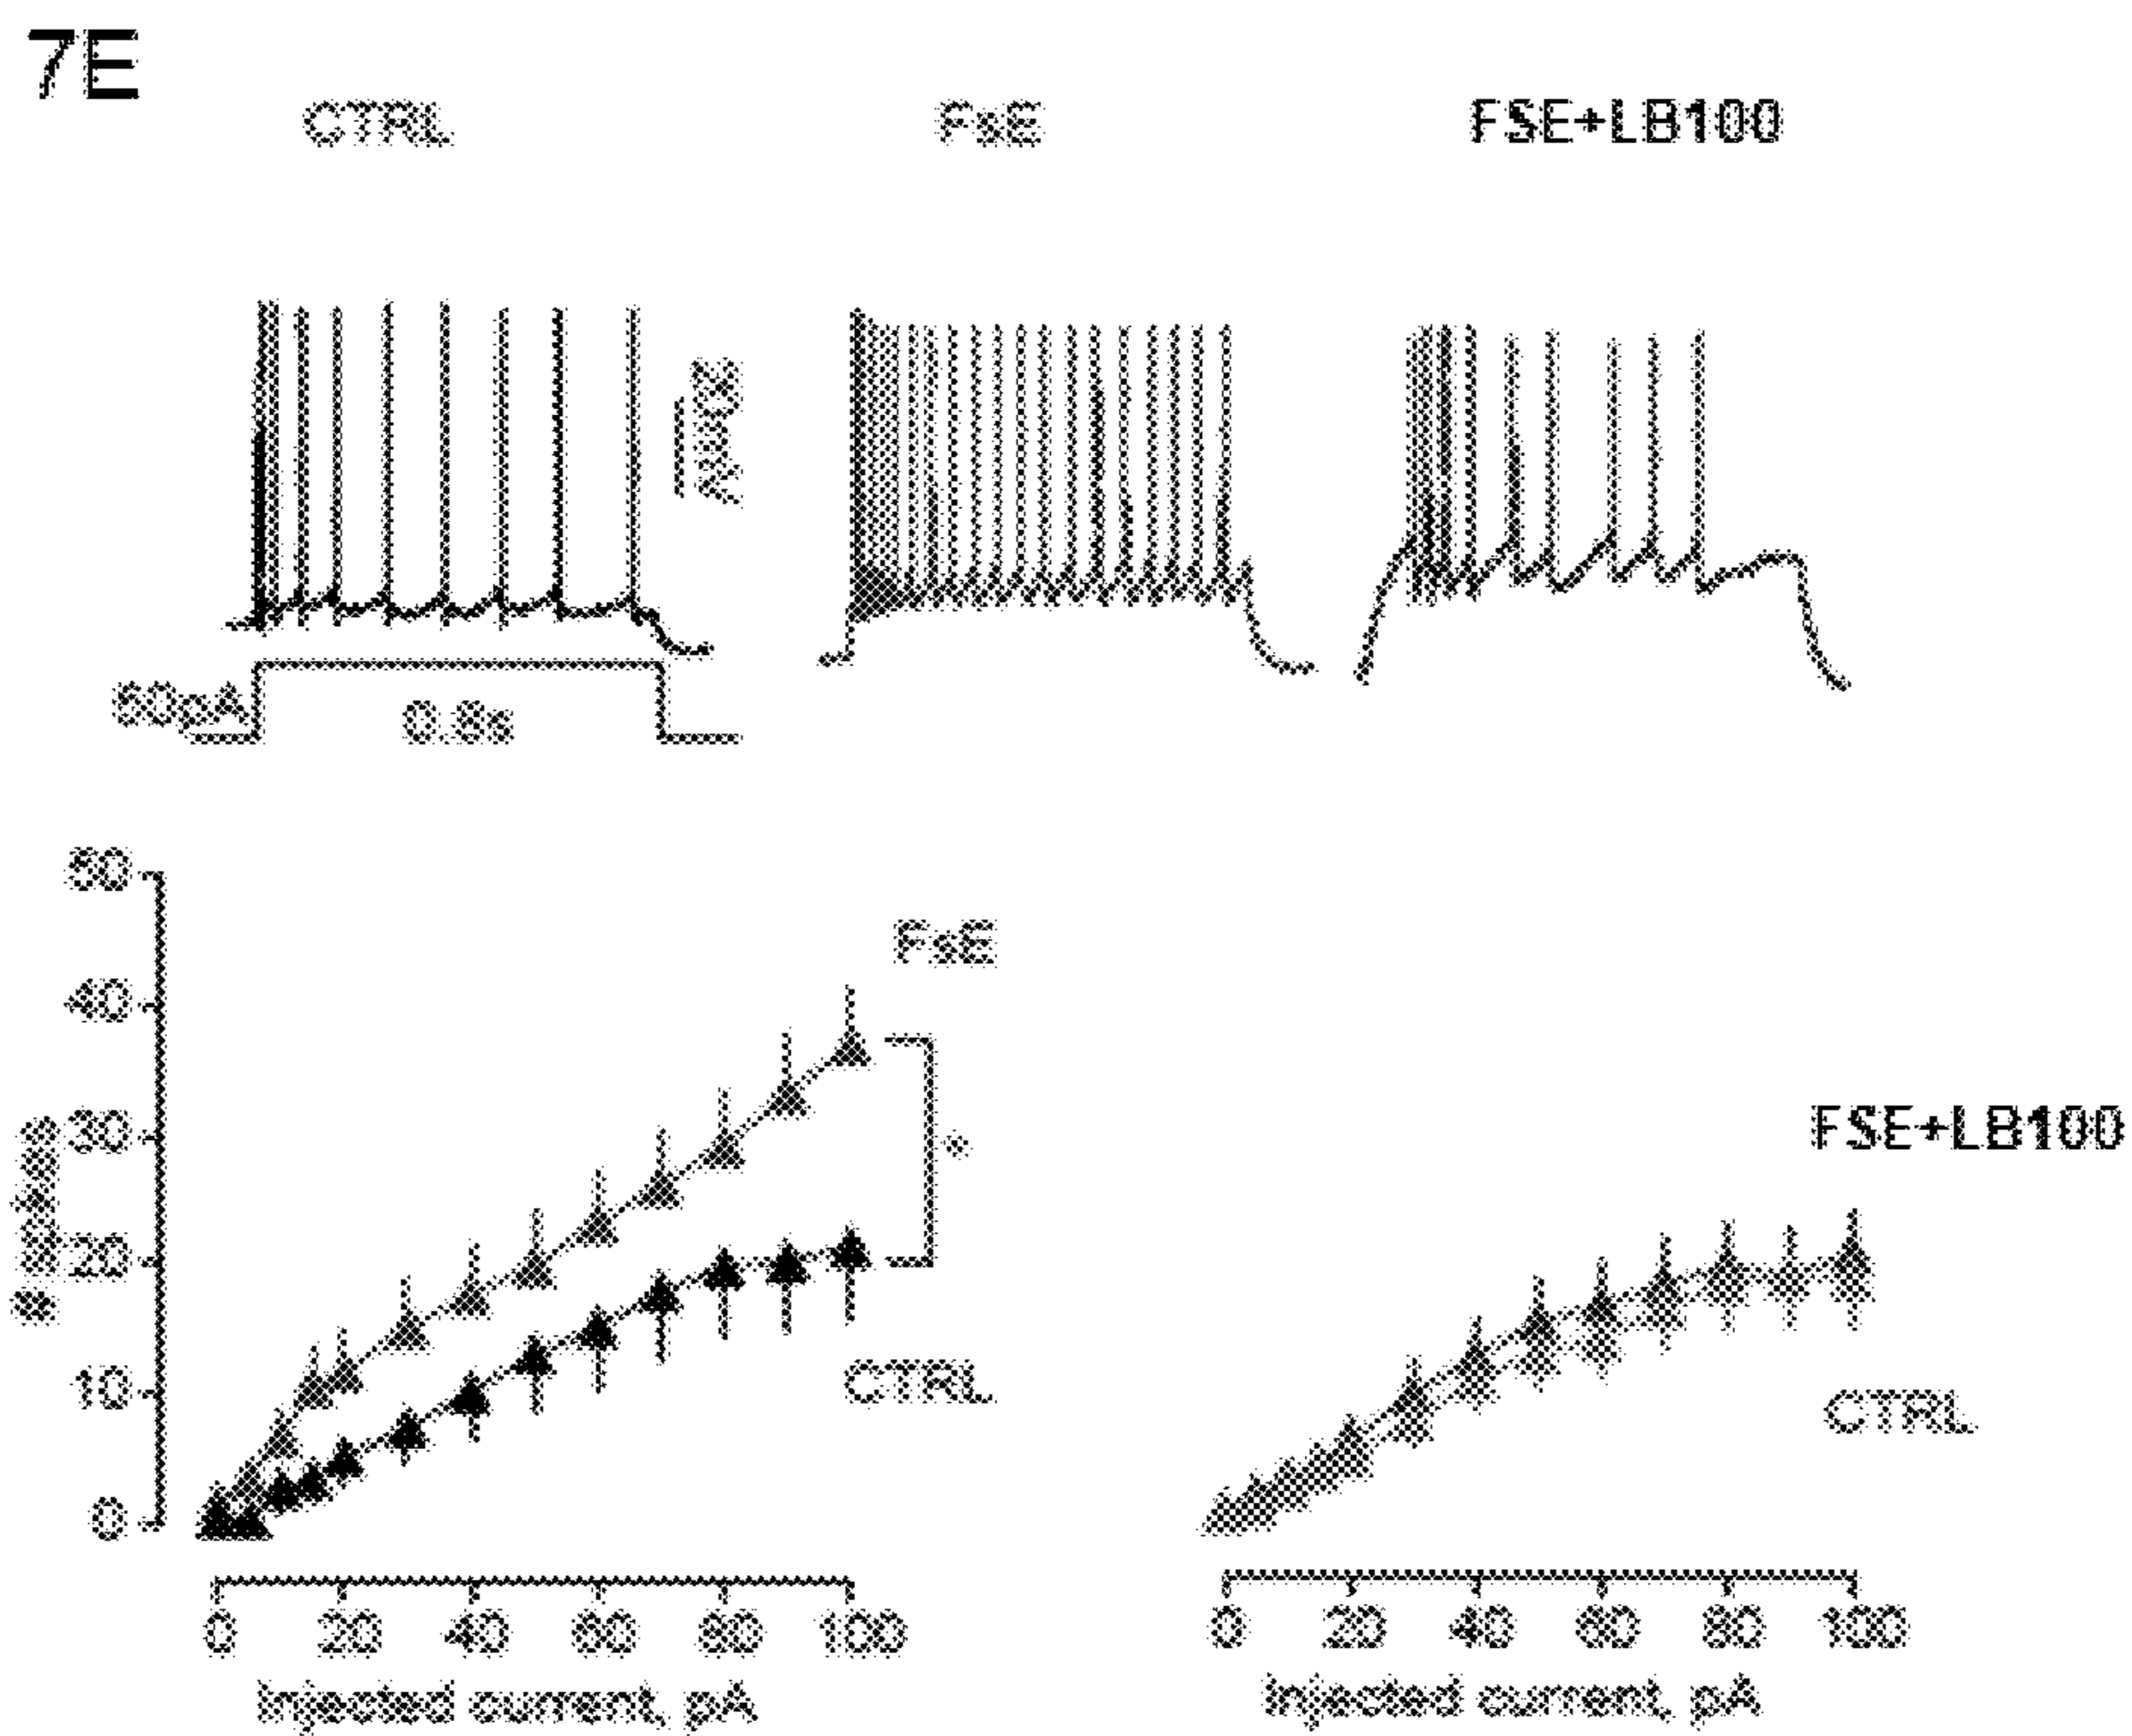 7E
CTRL
FsE
FSE+LB100
20mV
50pA
0.8s
50
40
30
20
10
0
# APs
FsE
*
CTRL
0 20 40 60 80 100
Injected current, pA
FSE+LB100
CTRL
0 20 40 60 80 100
Injected current, pA